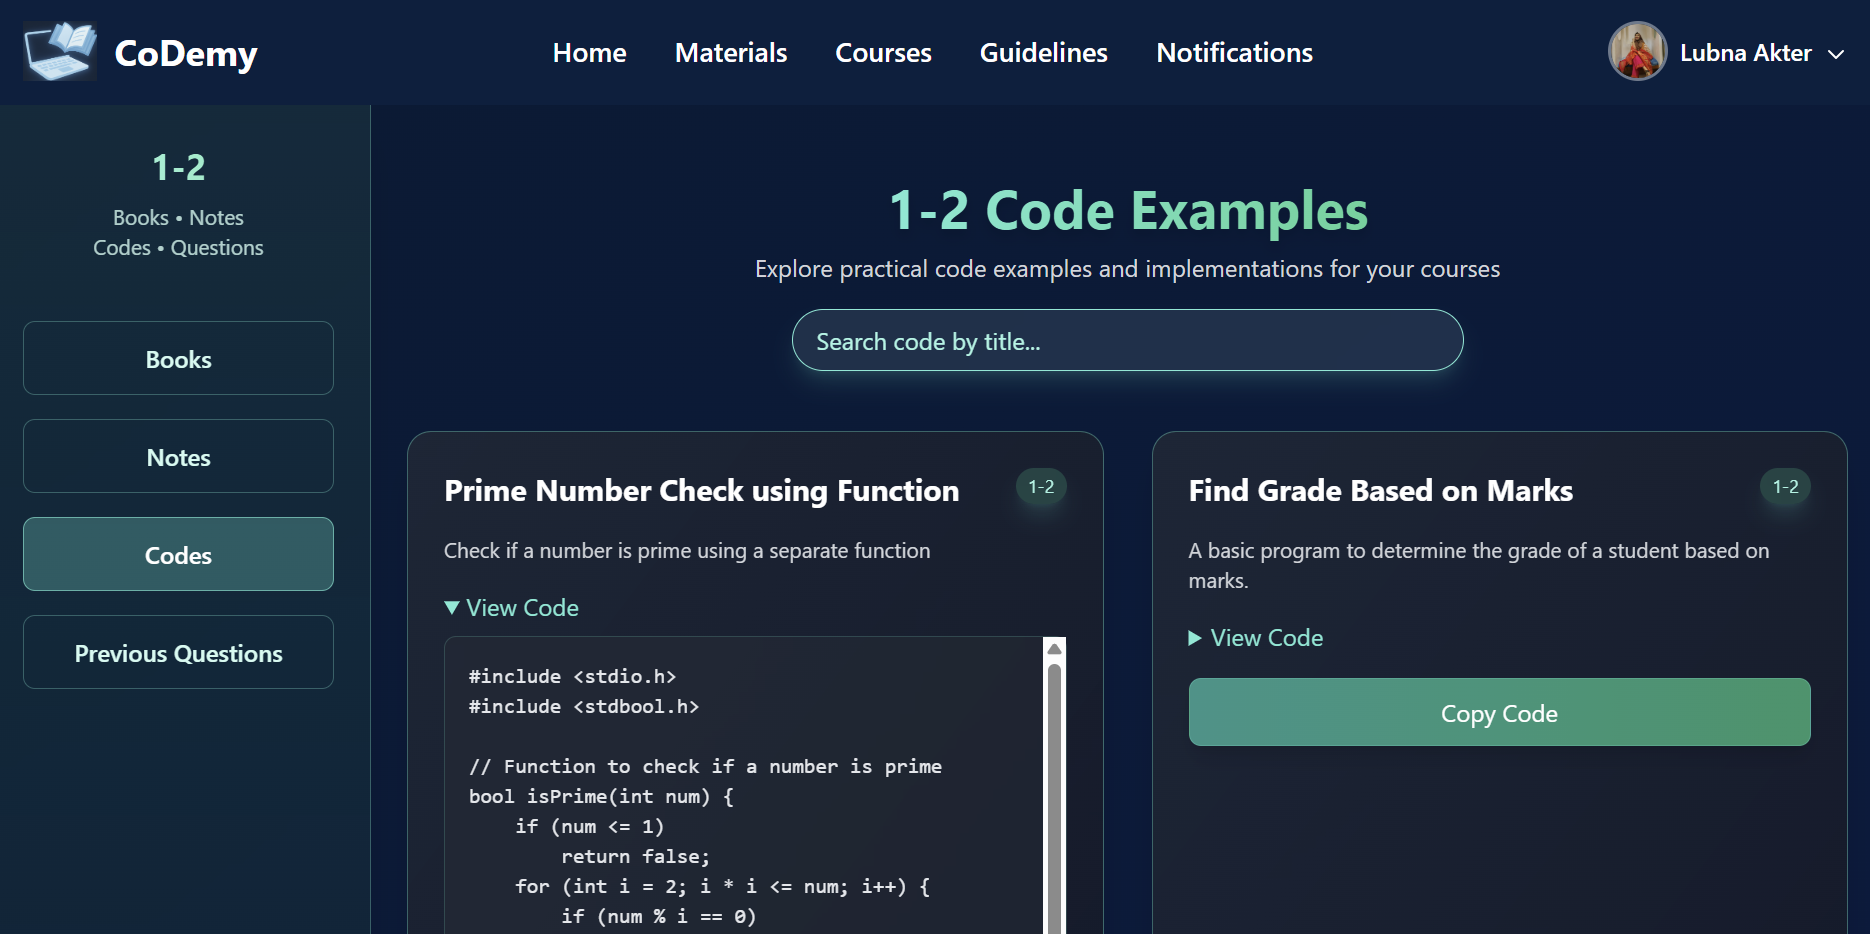 CoDemy
Home
Materials
Courses
Guidelines
Notifications
Lubna Akter
1-2
Books • Notes
Codes • Questions
Books
Notes
Codes
Previous Questions
1-2 Code Examples
Explore practical code examples and implementations for your courses
Search code by title...
Prime Number Check using Function
1-2
Check if a number is prime using a separate function
▼ View Code
#include <stdio.h>
#include <stdbool.h>

// Function to check if a number is prime
bool isPrime(int num) {
    if (num <= 1)
        return false;
    for (int i = 2; i * i <= num; i++) {
        if (num % i == 0)
Find Grade Based on Marks
1-2
A basic program to determine the grade of a student based on
marks.
▶ View Code
Copy Code